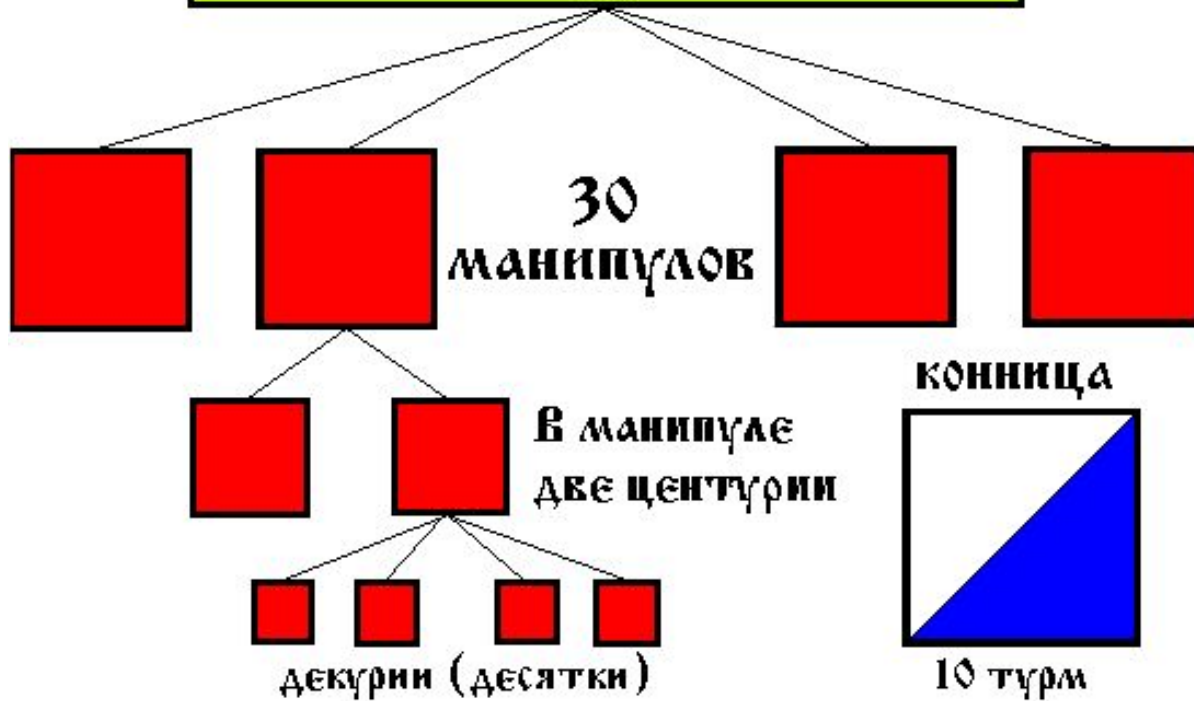 30
манипулов
конница
В манипуле
две центурии
декурии (десятки)
10 турм